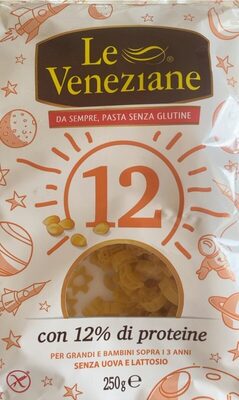 Le
Veneziane
DA SEMPRE, PASTA SENZA GLUTINE
12
con 12% di proteine
PER GRANDI E BAMBINI SOPRA I 3 ANNI
SENZA UOVA E LATTOSIO
250g ℮